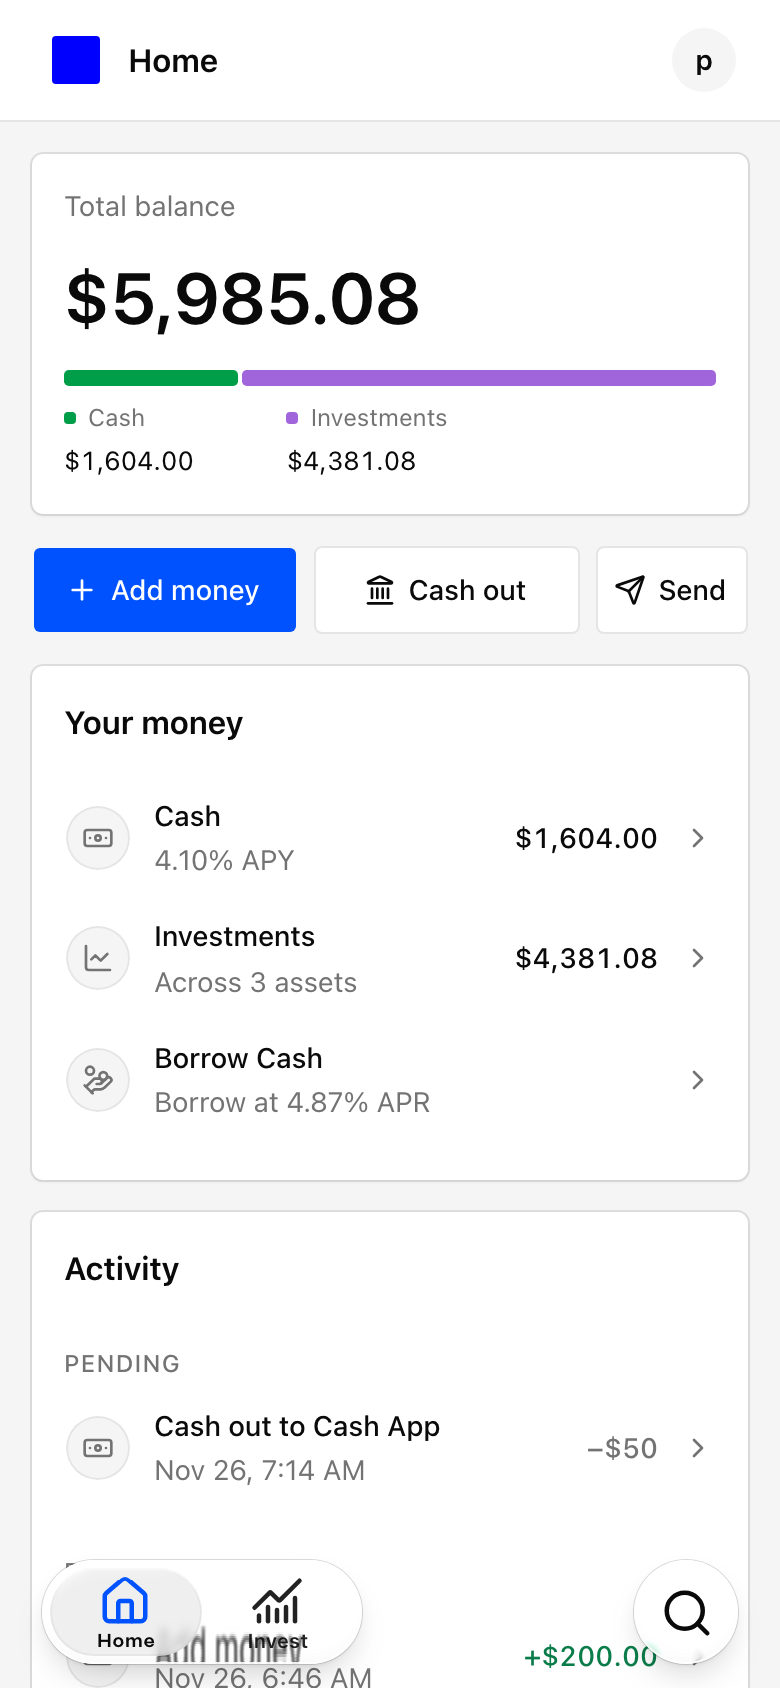 Home
p
Total balance
$5,985.08
Cash
Investments
$1,604.00
$4,381.08
Add money
Cash out
Send
Your money
Cash
4.10% APY
$1,604.00
Investments
Across 3 assets
$4,381.08
Borrow Cash
Borrow at 4.87% APR
Activity
PENDING
Cash out to Cash App
Nov 26, 7:14 AM
–$50
Add money
Nov 26, 6:46 AM
+$200.00
Home
Invest